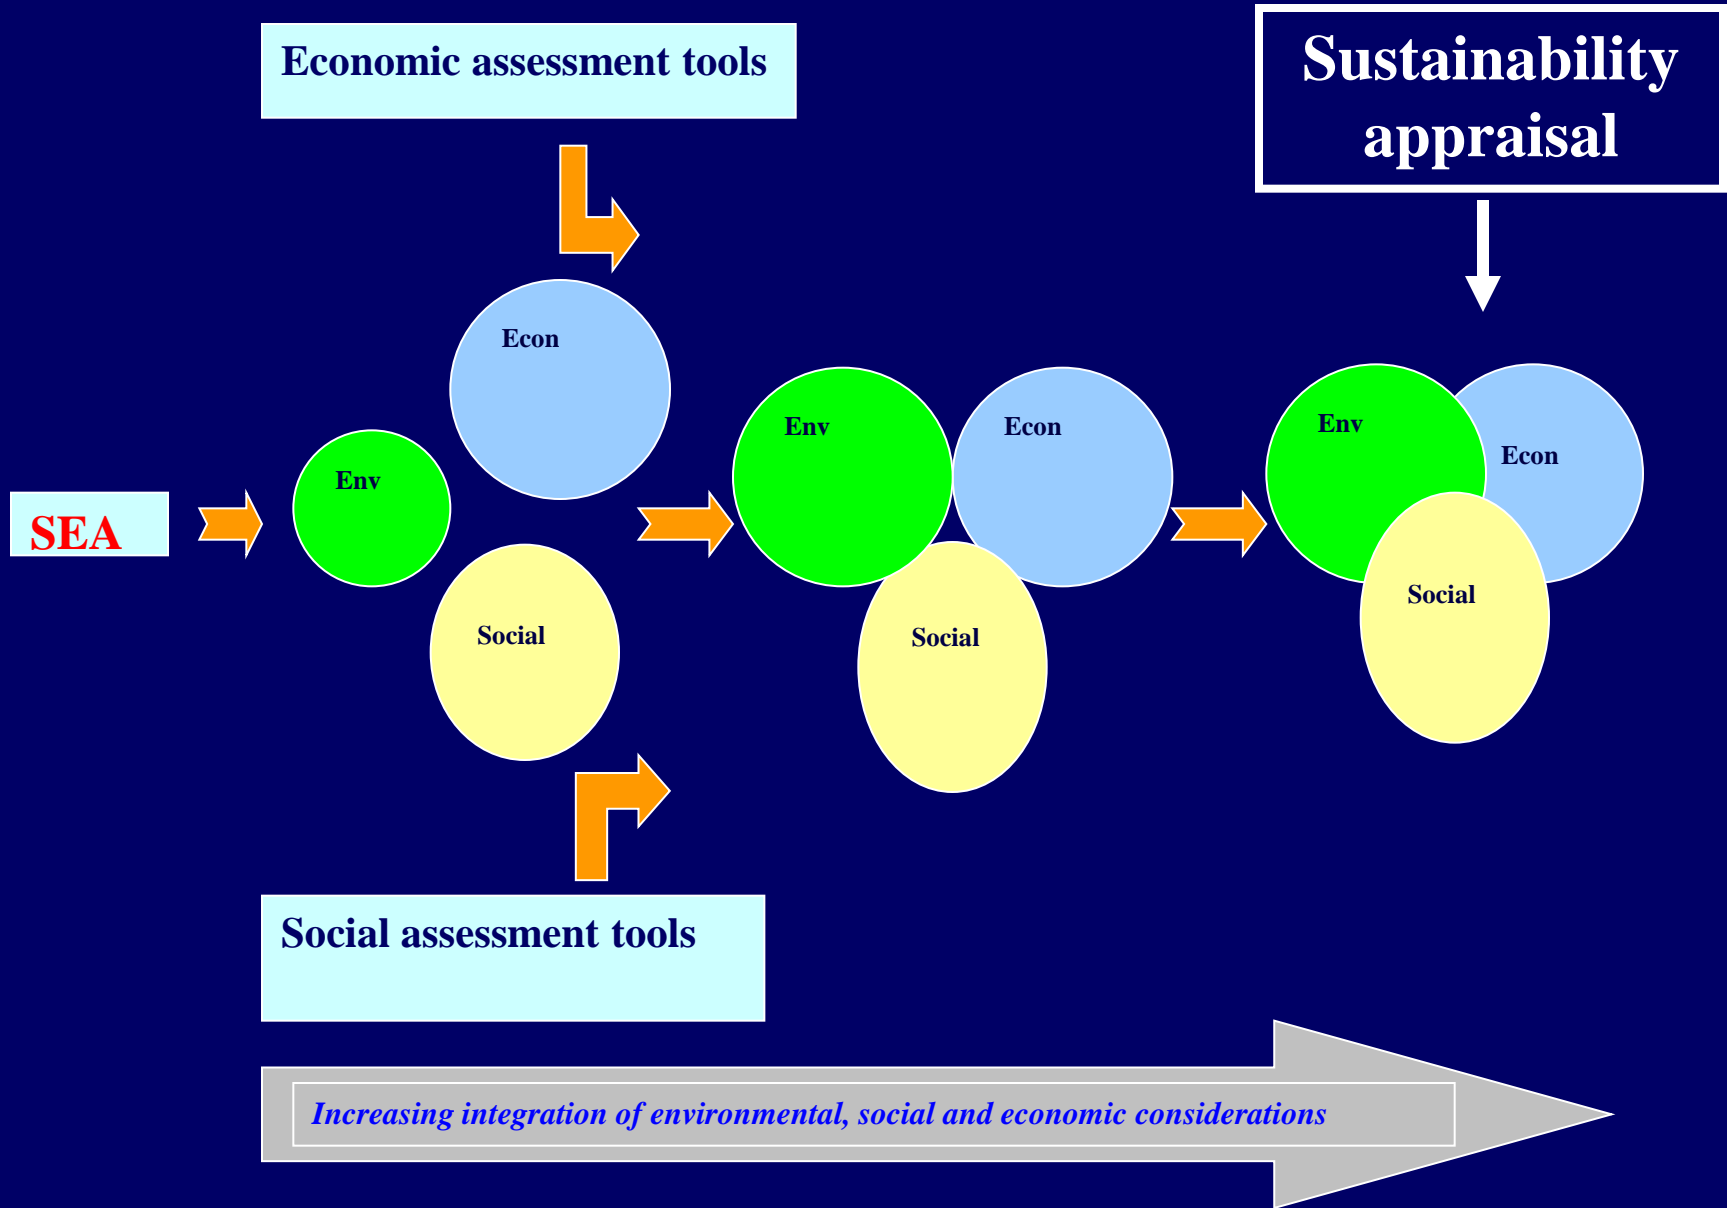 Economic assessment tools
Sustainability
appraisal
SEA
Env
Econ
Social
Env
Econ
Social
Env
Econ
Social
Social assessment tools
Increasing integration of environmental, social and economic considerations